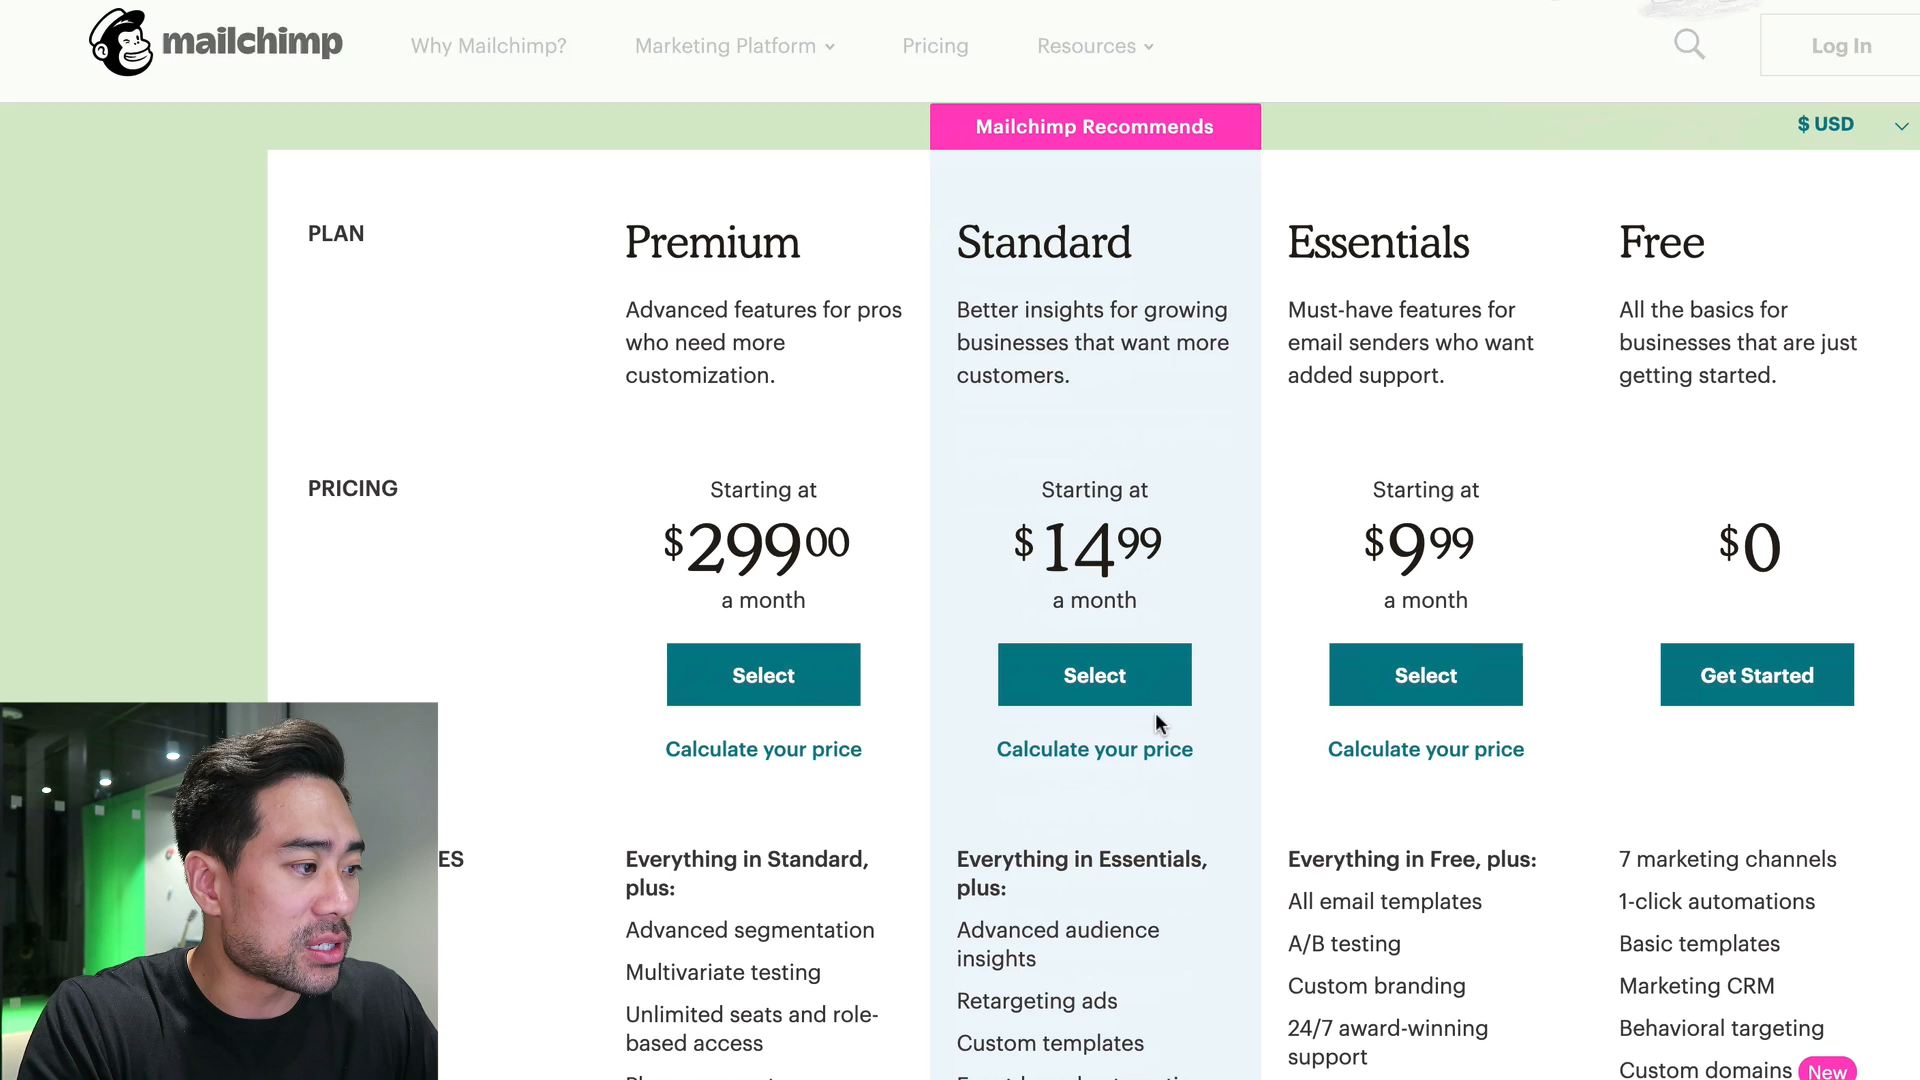 mailchimp
Why Mailchimp?
Marketing Platform
Pricing
Resources
Log In
Mailchimp Recommends
$ USD
PLAN
Premium
Standard
Essentials
Free
Advanced features for pros
who need more
customization.
Better insights for growing
businesses that want more
customers.
Must-have features for
email senders who want
added support.
All the basics for
businesses that are just
getting started.
PRICING
Starting at
$299 00
a month
Select
Calculate your price
Starting at
$14 99
a month
Select
Calculate your price
Starting at
$9 99
a month
Select
Calculate your price
$0
Get Started
ES
Everything in Standard,
plus:
Advanced segmentation
Multivariate testing
Unlimited seats and role-
based access
Everything in Essentials,
plus:
Advanced audience
insights
Retargeting ads
Custom templates
Everything in Free, plus:
All email templates
A/B testing
Custom branding
24/7 award-winning
support
7 marketing channels
1-click automations
Basic templates
Marketing CRM
Behavioral targeting
Custom domains New